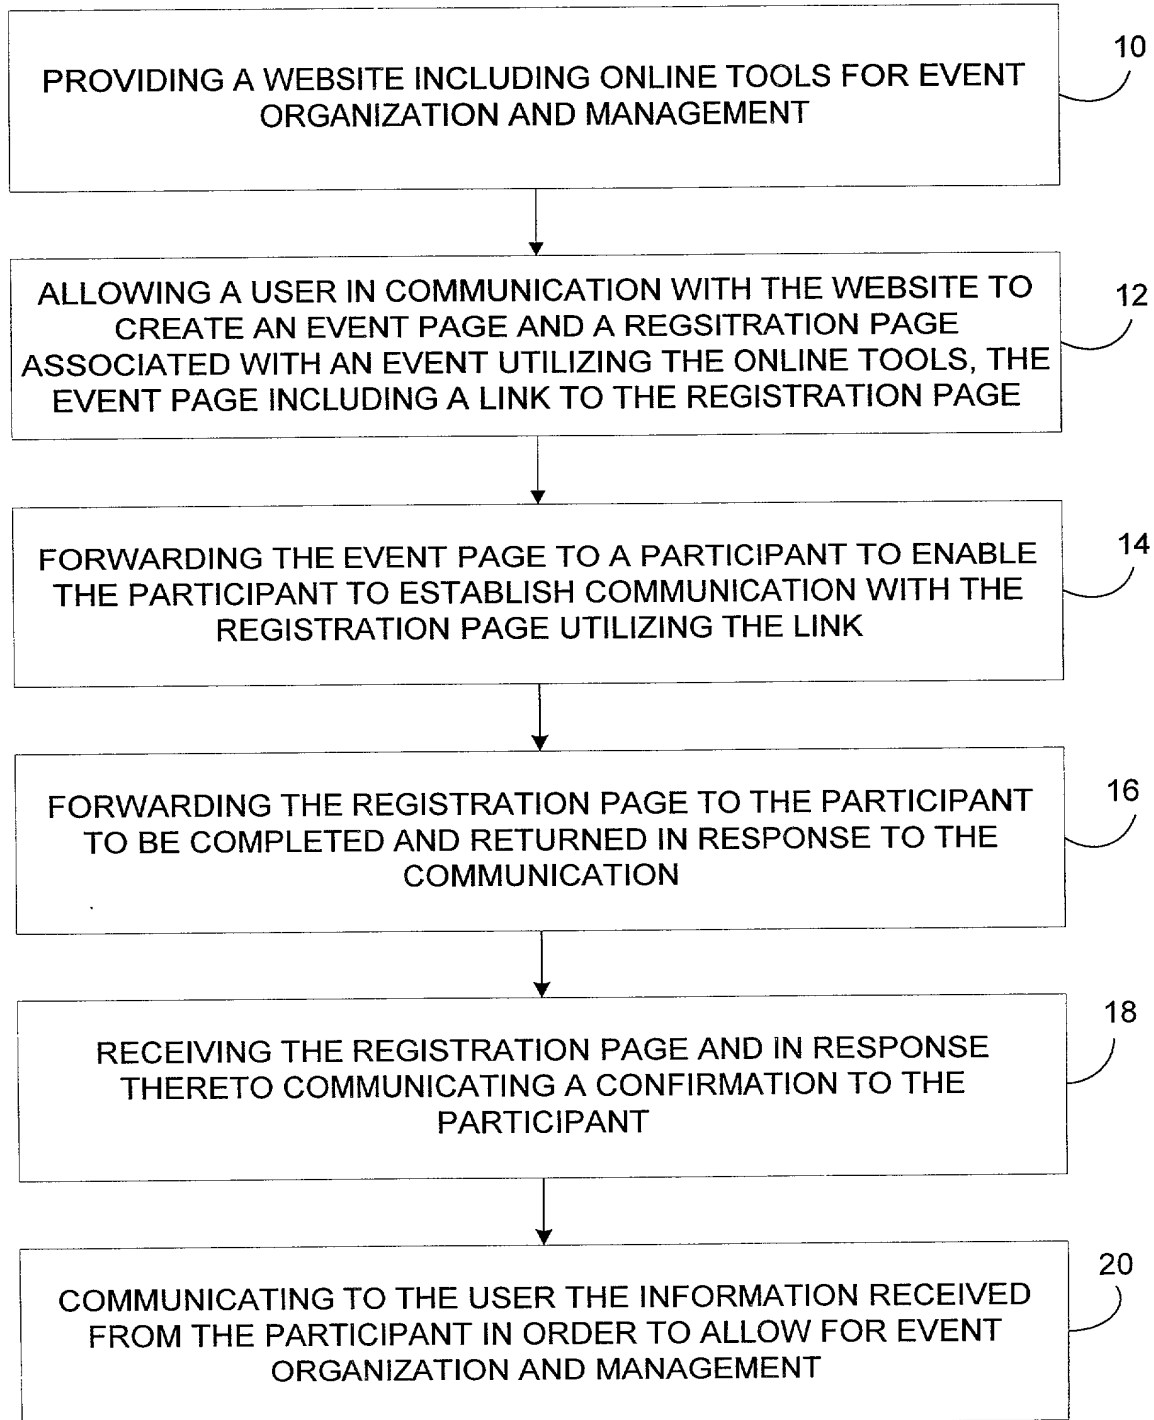 PROVIDING A WEBSITE INCLUDING ONLINE TOOLS FOR EVENT
ORGANIZATION AND MANAGEMENT
10
ALLOWING A USER IN COMMUNICATION WITH THE WEBSITE TO
CREATE AN EVENT PAGE AND A REGSITRATION PAGE
ASSOCIATED WITH AN EVENT UTILIZING THE ONLINE TOOLS, THE
EVENT PAGE INCLUDING A LINK TO THE REGISTRATION PAGE
12
FORWARDING THE EVENT PAGE TO A PARTICIPANT TO ENABLE
THE PARTICIPANT TO ESTABLISH COMMUNICATION WITH THE
REGISTRATION PAGE UTILIZING THE LINK
14
FORWARDING THE REGISTRATION PAGE TO THE PARTICIPANT
TO BE COMPLETED AND RETURNED IN RESPONSE TO THE
COMMUNICATION
16
RECEIVING THE REGISTRATION PAGE AND IN RESPONSE
THERETO COMMUNICATING A CONFIRMATION TO THE
PARTICIPANT
18
COMMUNICATING TO THE USER THE INFORMATION RECEIVED
FROM THE PARTICIPANT IN ORDER TO ALLOW FOR EVENT
ORGANIZATION AND MANAGEMENT
20